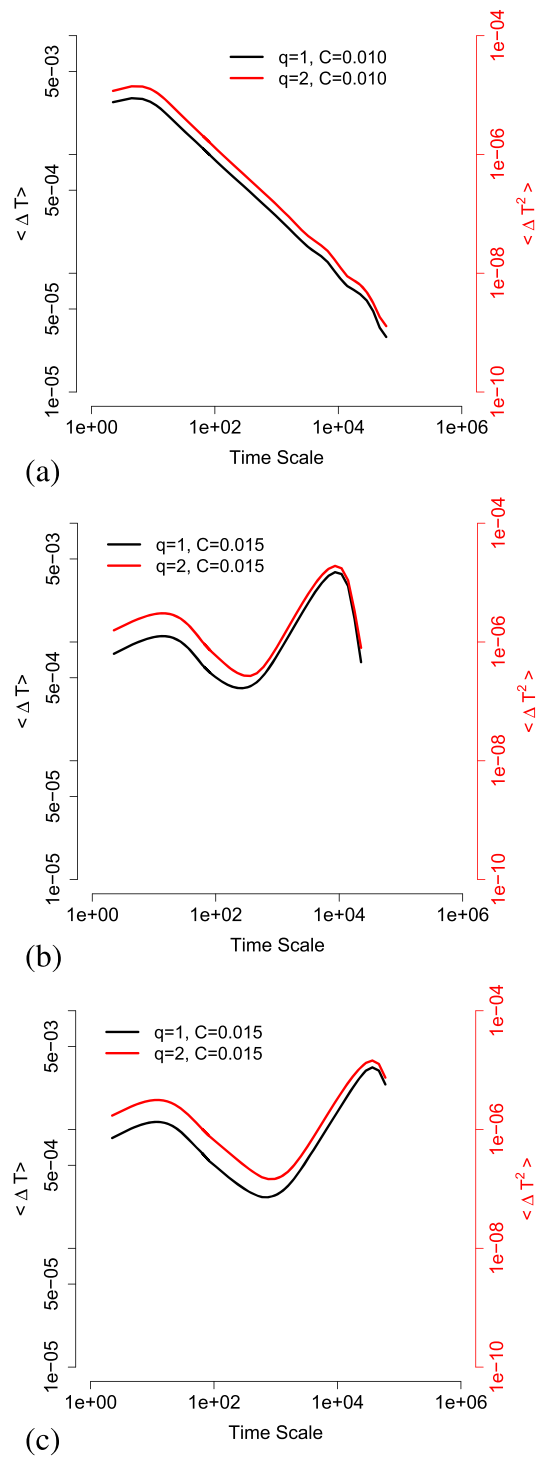 q=1, C=0.010
q=2, C=0.010
5e−03
5e−04
5e−05
1e−05
< Δ T>
1e−04
1e−06
1e−08
1e−10
< Δ T² >
1e+00 1e+02 1e+04 1e+06
Time Scale
(a)
q=1, C=0.015
q=2, C=0.015
5e−03
5e−04
5e−05
1e−05
< Δ T>
1e−04
1e−06
1e−08
1e−10
< Δ T² >
1e+00 1e+02 1e+04 1e+06
Time Scale
(b)
q=1, C=0.015
q=2, C=0.015
5e−03
5e−04
5e−05
1e−05
< Δ T>
1e−04
1e−06
1e−08
1e−10
< Δ T² >
1e+00 1e+02 1e+04 1e+06
Time Scale
(c)